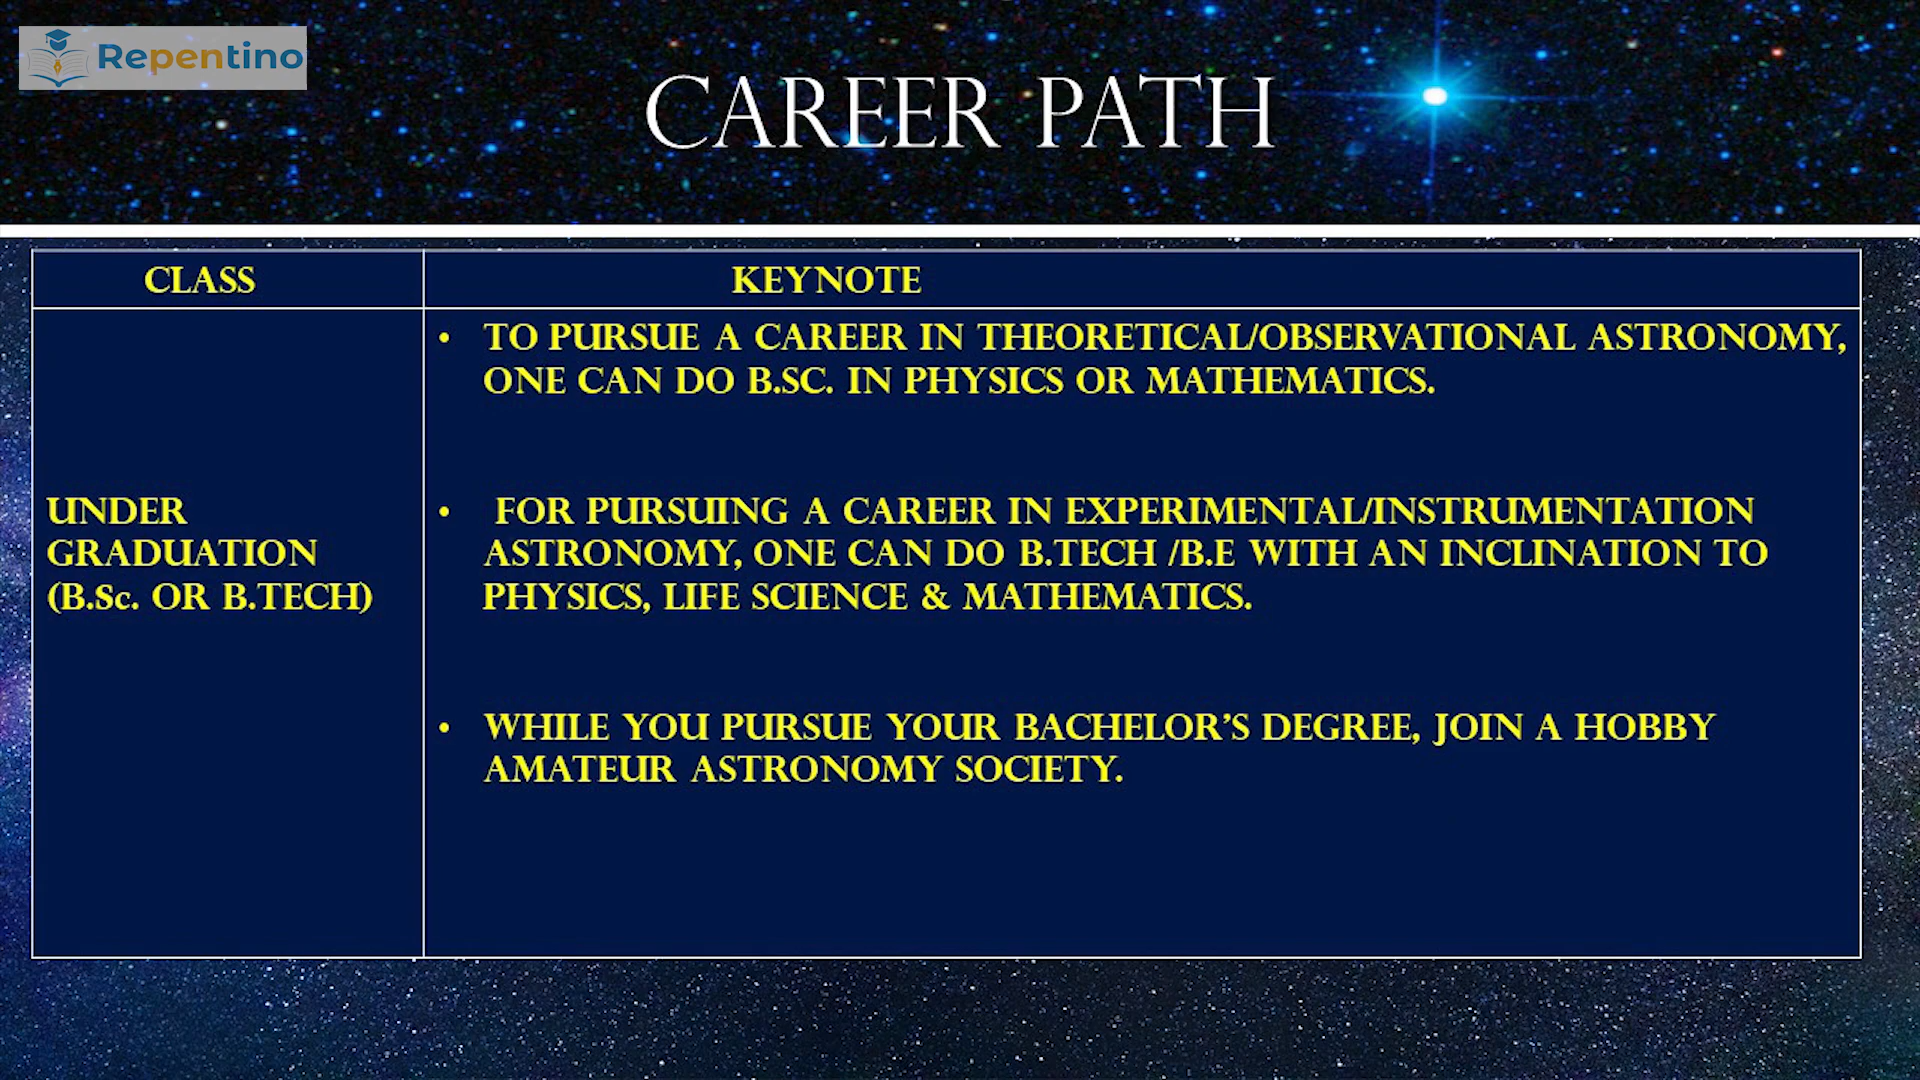 Repentino
CAREER PATH
CLASS
KEYNOTE
UNDER
GRADUATION
(B.Sc. OR B.TECH)
• TO PURSUE A CAREER IN THEORETICAL/OBSERVATIONAL ASTRONOMY,
ONE CAN DO B.SC. IN PHYSICS OR MATHEMATICS.
• FOR PURSUING A CAREER IN EXPERIMENTAL/INSTRUMENTATION
ASTRONOMY, ONE CAN DO B.TECH /B.E WITH AN INCLINATION TO
PHYSICS, LIFE SCIENCE & MATHEMATICS.
• WHILE YOU PURSUE YOUR BACHELOR’S DEGREE, JOIN A HOBBY
AMATEUR ASTRONOMY SOCIETY.